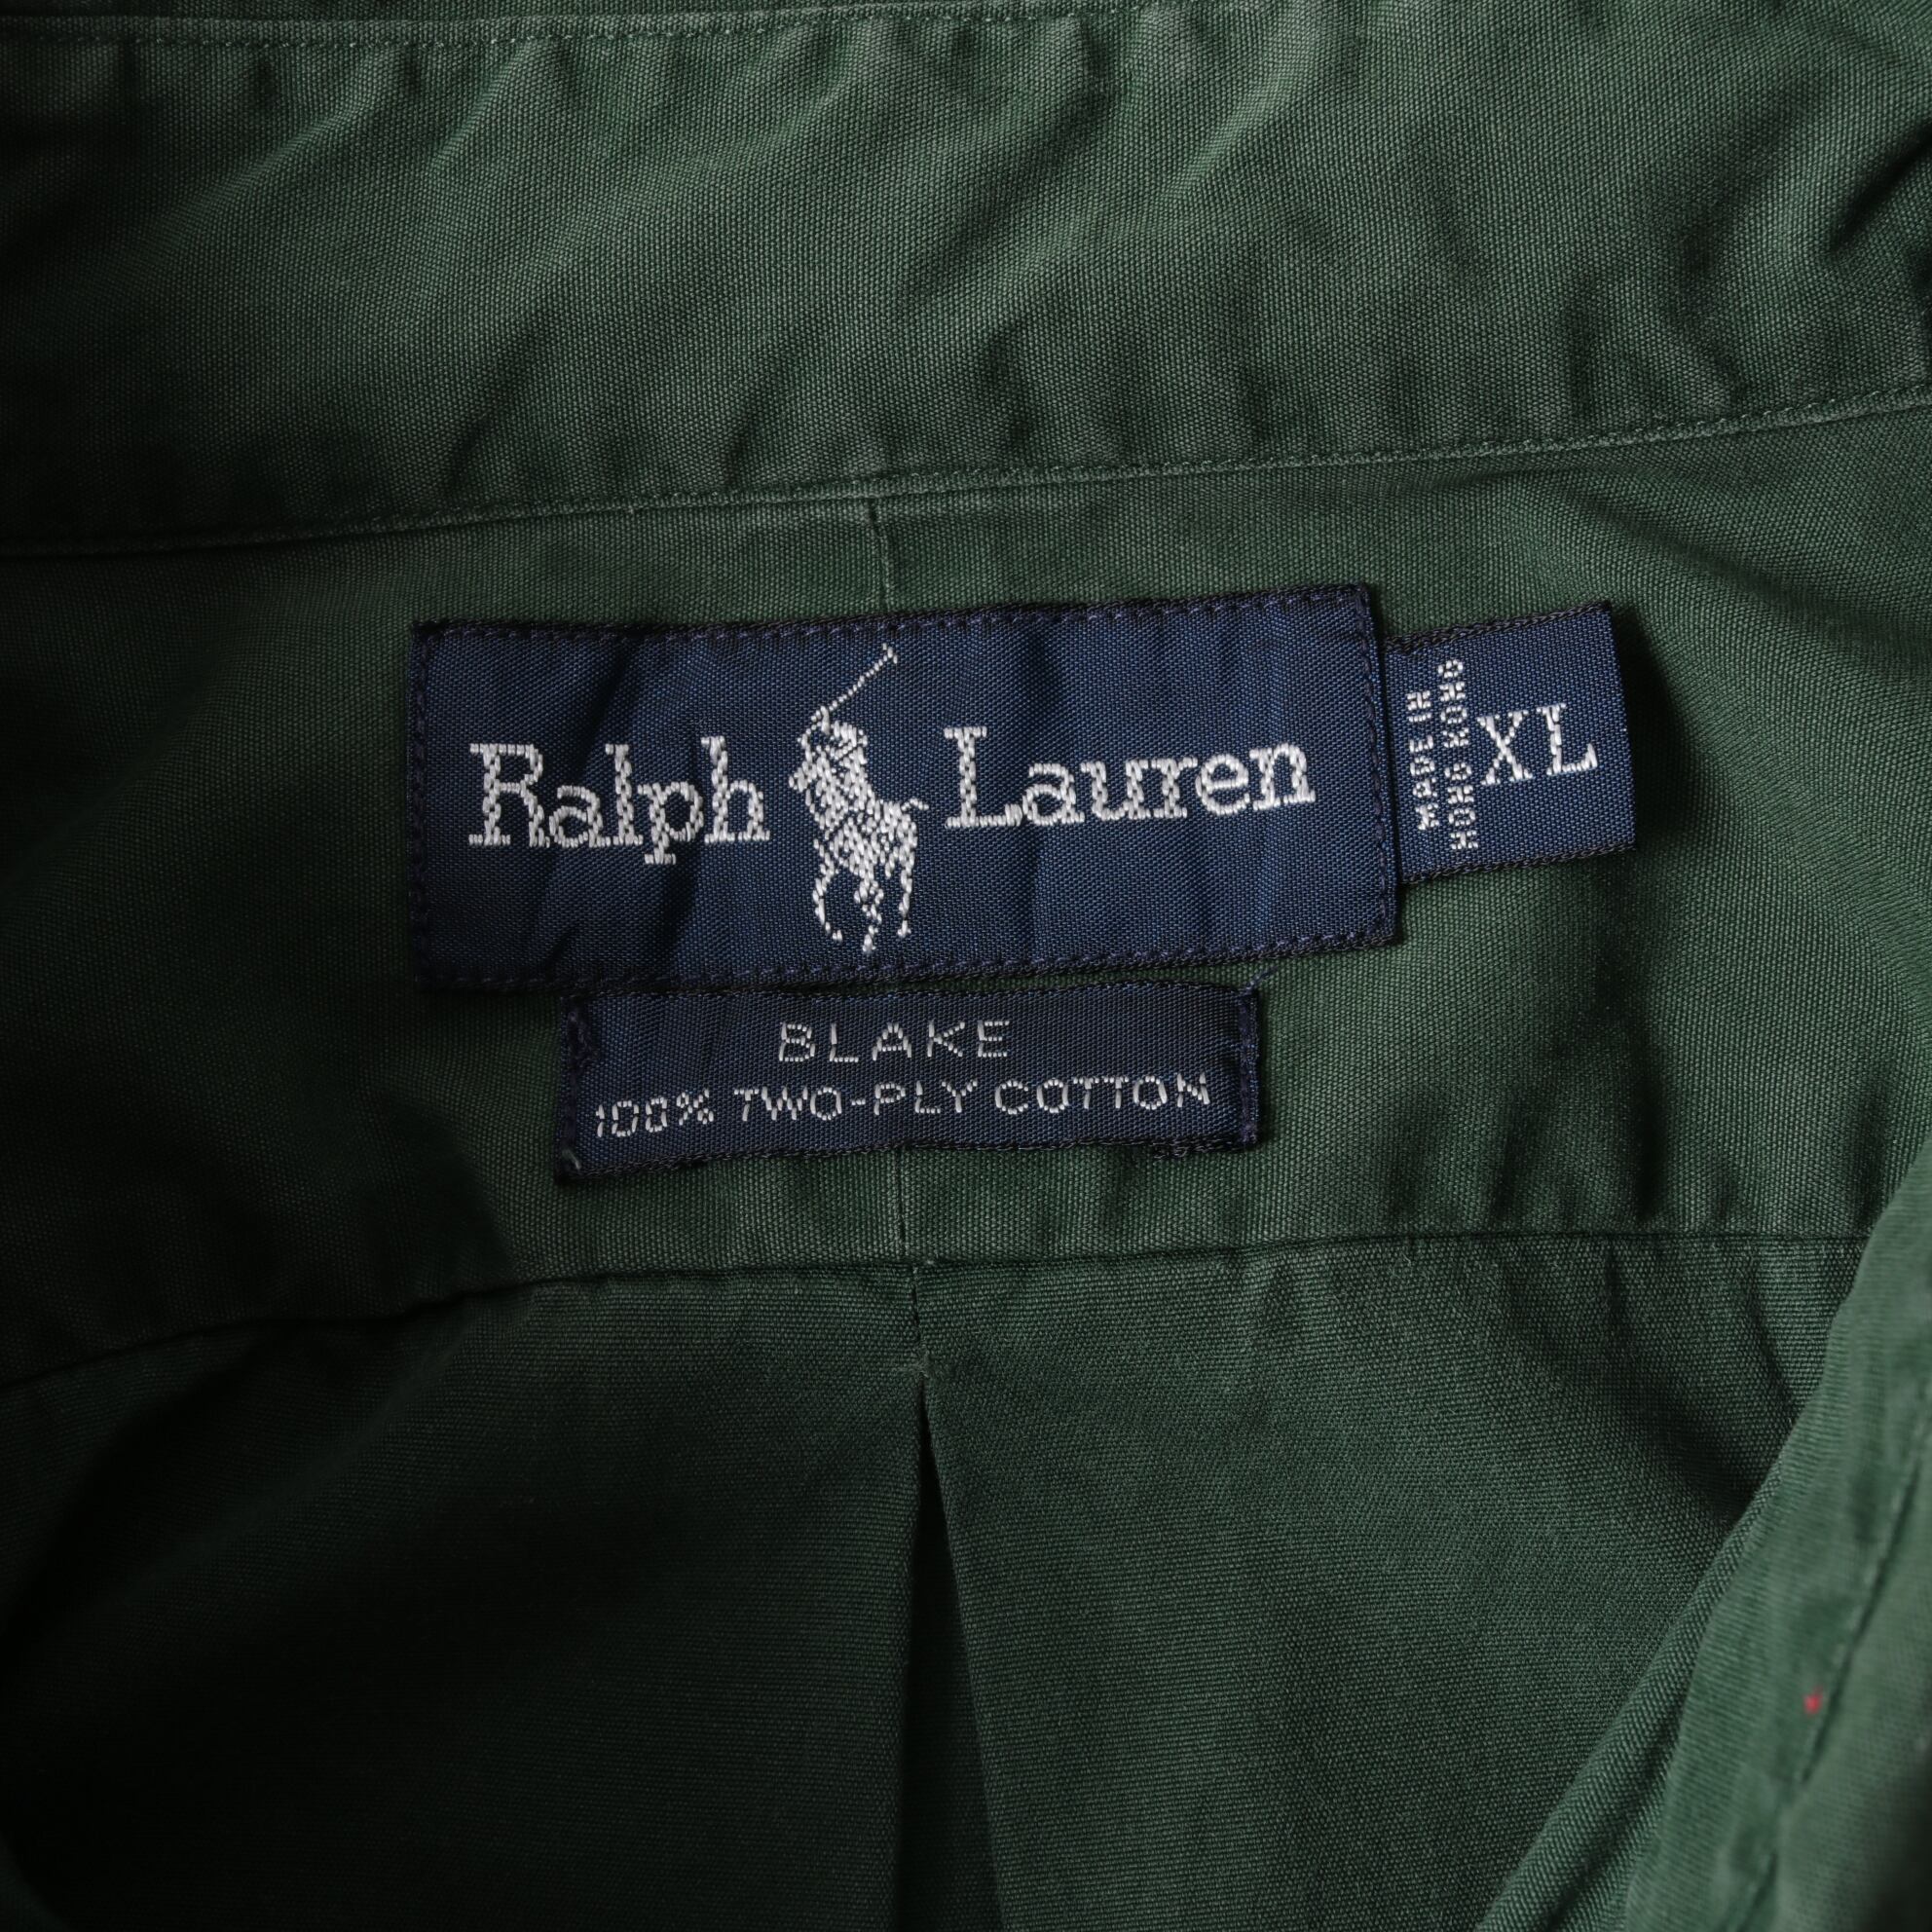 Ralph Lauren
MADE IN
HONG KONG
XL
BLAKE
100% TWO-PLY COTTON